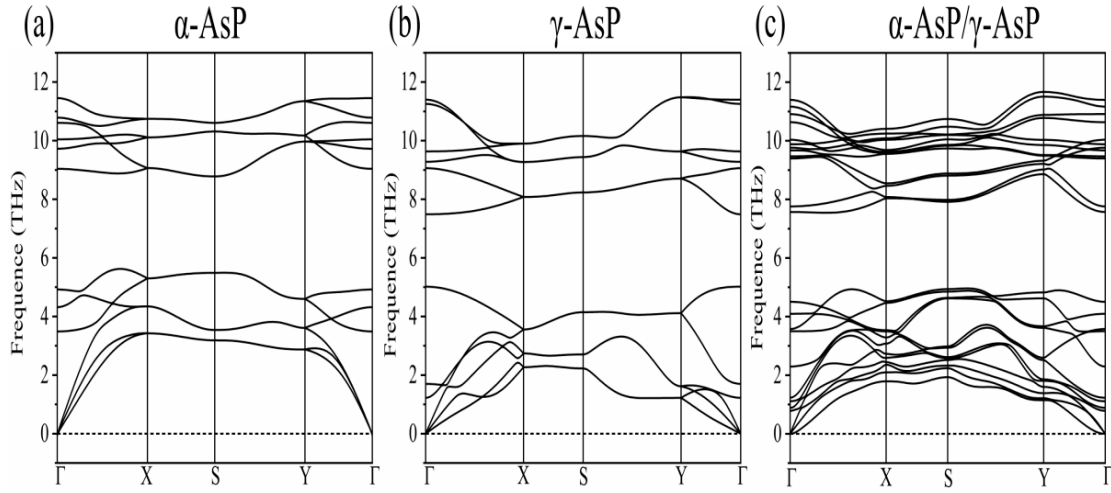 (a) α-AsP
Frequence (THz)
12
10
8
6
4
2
0
Γ X S Y Γ
(b) γ-AsP
Frequence (THz)
12
10
8
6
4
2
0
Γ X S Y Γ
(c) α-AsP/γ-AsP
Frequence (THz)
12
10
8
6
4
2
0
Γ X S Y Γ